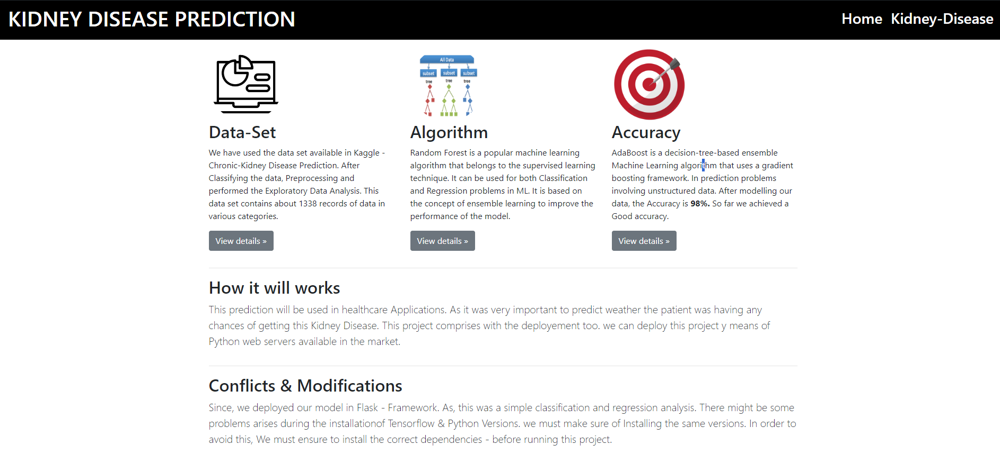 KIDNEY DISEASE PREDICTION
Home Kidney-Disease
All Data
subset subset subset
tree tree tree
Data-Set
We have used the data set available in Kaggle -
Chronic-Kidney Disease Prediction. After
Classifying the data, Preprocessing and
performed the Exploratory Data Analysis. This
data set contains about 1338 records of data in
various categories.
View details »
Algorithm
Random Forest is a popular machine learning
algorithm that belongs to the supervised learning
technique. It can be used for both Classification
and Regression problems in ML. It is based on
the concept of ensemble learning to improve the
performance of the model.
View details »
Accuracy
AdaBoost is a decision-tree-based ensemble
Machine Learning algorithm that uses a gradient
boosting framework. In prediction problems
involving unstructured data. After modelling our
data, the Accuracy is 98%. So far we achieved a
Good accuracy.
View details »
How it will works
This prediction will be used in healthcare Applications. As it was very important to predict weather the patient was having any
chances of getting this Kidney Disease. This project comprises with the deployement too. we can deploy this project y means of
Python web servers available in the market.
Conflicts & Modifications
Since, we deployed our model in Flask - Framework. As, this was a simple classification and regression analysis. There might be some
problems arises during the installationof Tensorflow & Python Versions. we must make sure of Installing the same versions. In order to
avoid this, We must ensure to install the correct dependencies - before running this project.